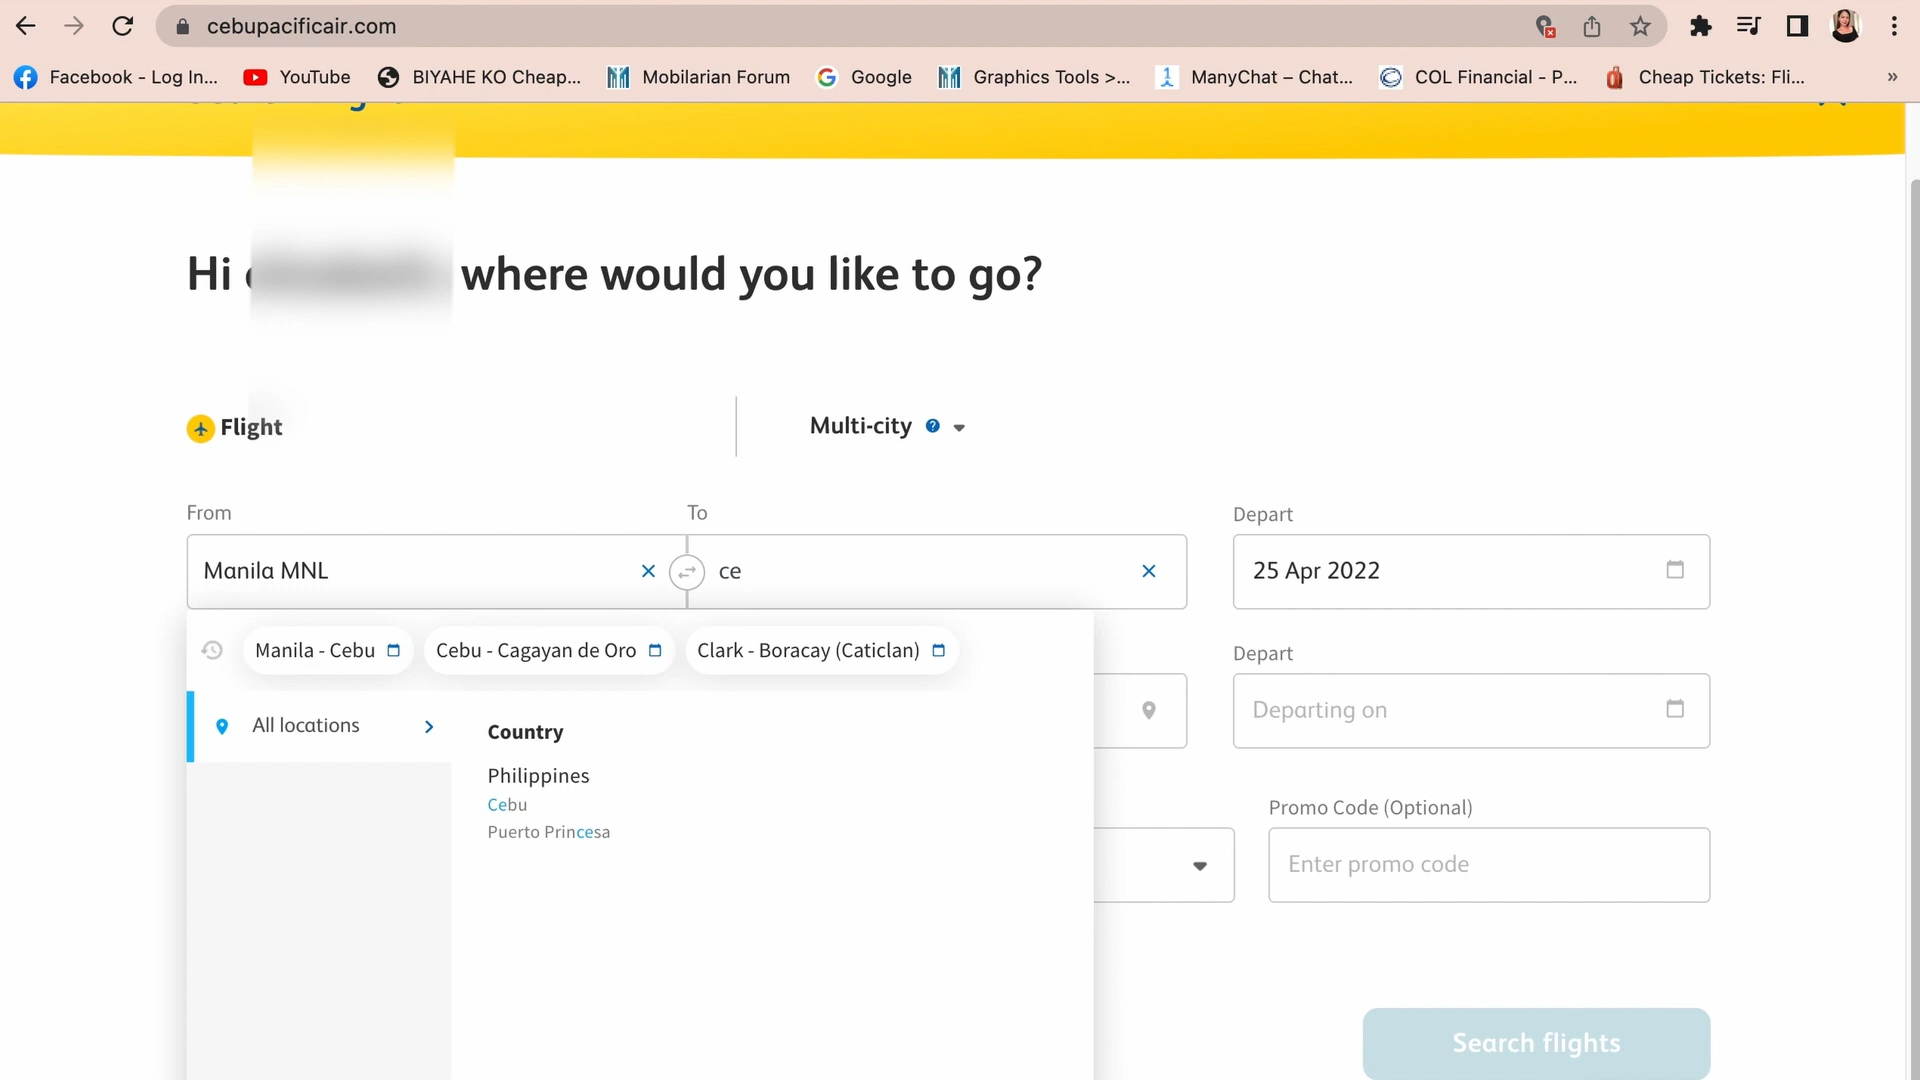 cebupacificair.com
Facebook - Log In...
YouTube
BIYAHE KO Cheap...
Mobilarian Forum
Google
Graphics Tools >...
ManyChat – Chat...
COL Financial - P...
Cheap Tickets: Fli...
»
Hi
where would you like to go?
Flight
Multi-city ?
From
To
Depart
Manila MNL
ce
25 Apr 2022
Manila - Cebu
Cebu - Cagayan de Oro
Clark - Boracay (Caticlan)
Depart
Departing on
All locations
Country
Philippines
Cebu
Puerto Princesa
Promo Code (Optional)
Enter promo code
Search flights